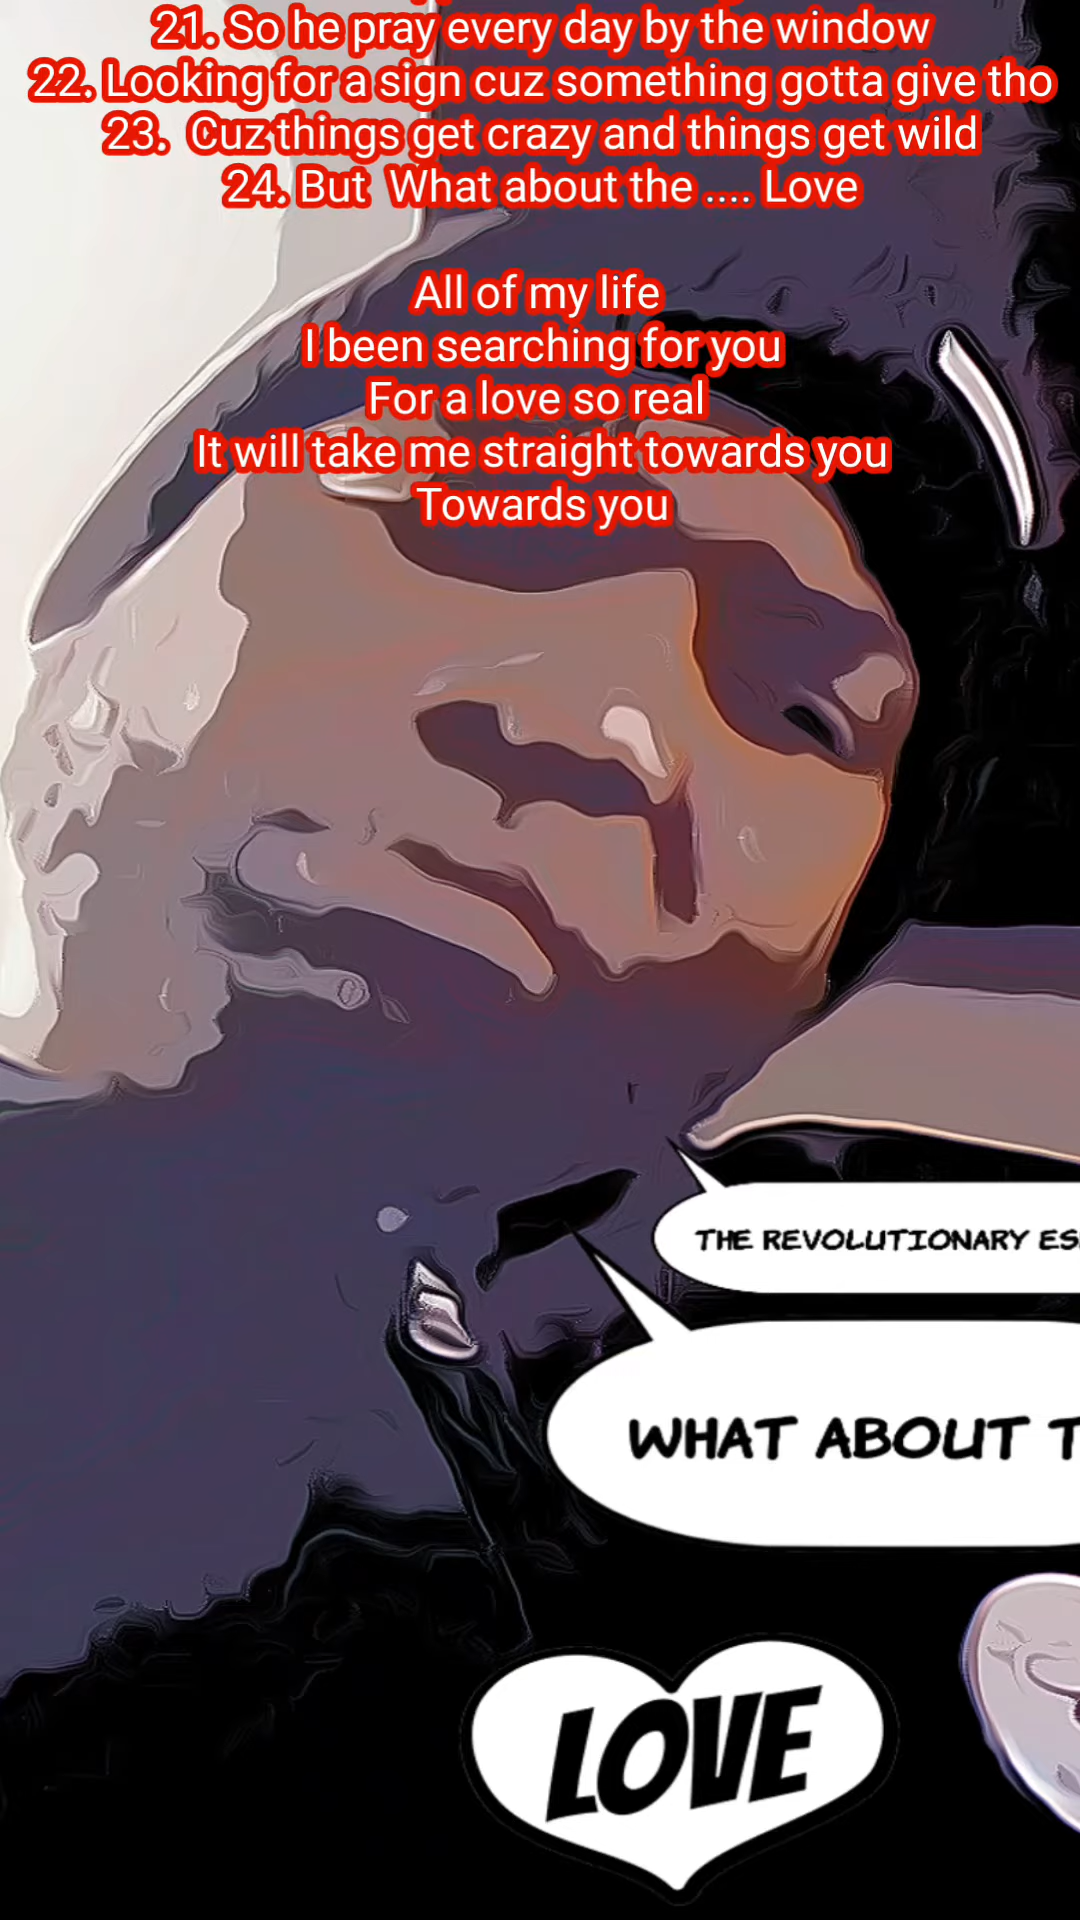 21. So he pray every day by the window
22. Looking for a sign cuz something gotta give tho
23. Cuz things get crazy and things get wild
24. But What about the .... Love
All of my life
I been searching for you
For a love so real
It will take me straight towards you
Towards you
THE REVOLUTIONARY
WHAT ABOUT
LOVE